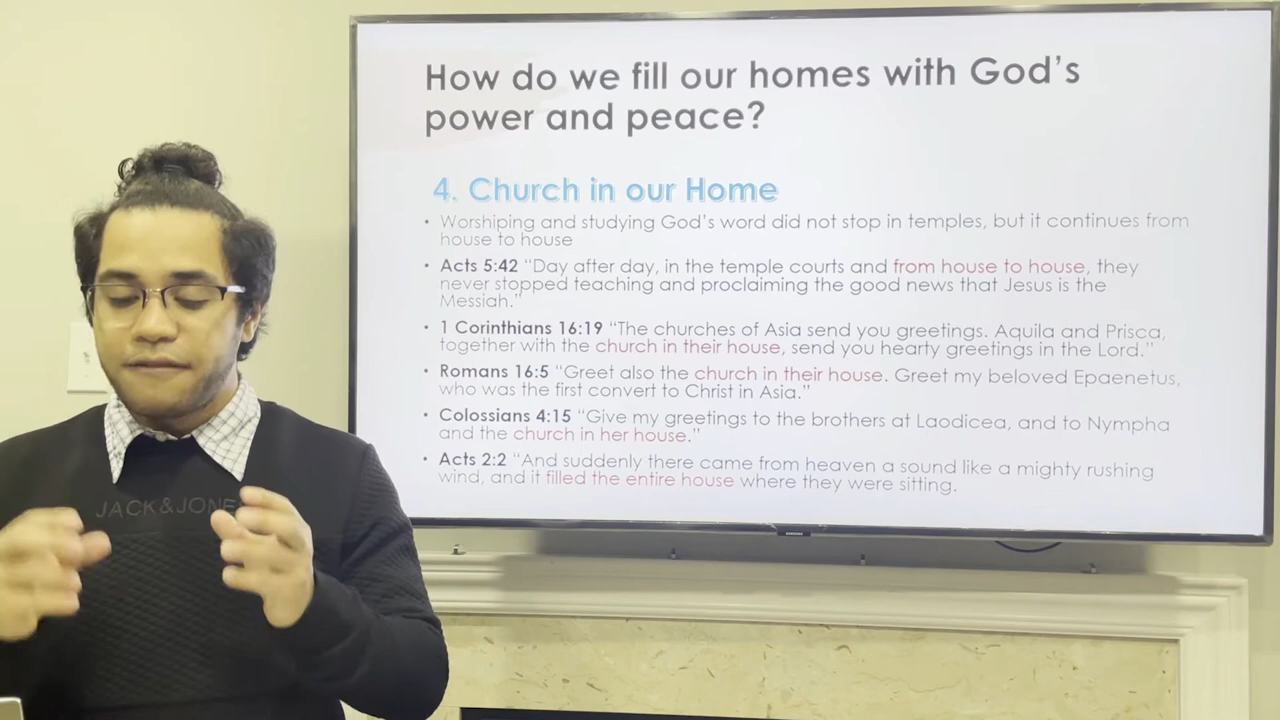 How do we fill our homes with God's
power and peace?
4. Church in our Home
• Worshiping and studying God's word did not stop in temples, but it continues from
house to house
• Acts 5:42 “Day after day, in the temple courts and from house to house, they
never stopped teaching and proclaiming the good news that Jesus is the
Messiah.”
• 1 Corinthians 16:19 “The churches of Asia send you greetings. Aquila and Prisca,
together with the church in their house, send you hearty greetings in the Lord.”
• Romans 16:5 “Greet also the church in their house. Greet my beloved Epaenetus,
who was the first convert to Christ in Asia.”
• Colossians 4:15 “Give my greetings to the brothers at Laodicea, and to Nympha
and the church in her house.”
• Acts 2:2 “And suddenly there came from heaven a sound like a mighty rushing
wind, and it filled the entire house where they were sitting.
SAMSUNG
JACK&JONE